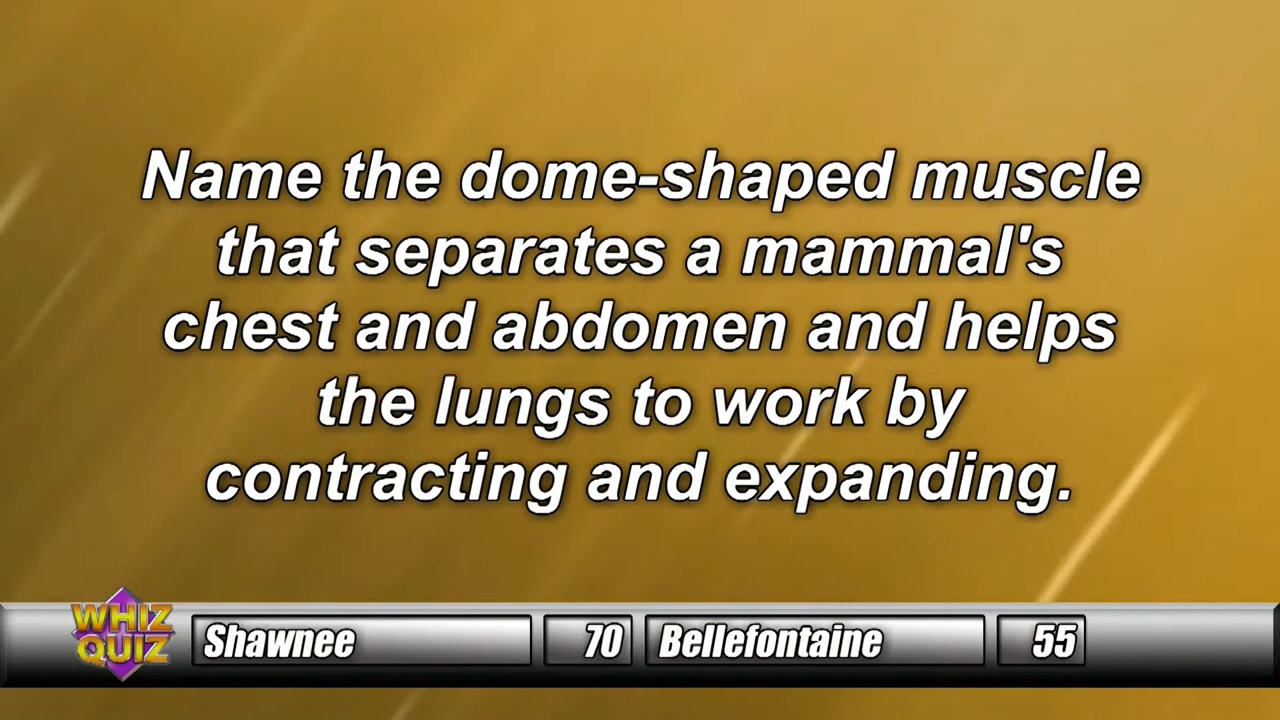 Name the dome-shaped muscle
that separates a mammal's
chest and abdomen and helps
the lungs to work by
contracting and expanding.
WHIZ
QUIZ
Shawnee 70 Bellefontaine 55